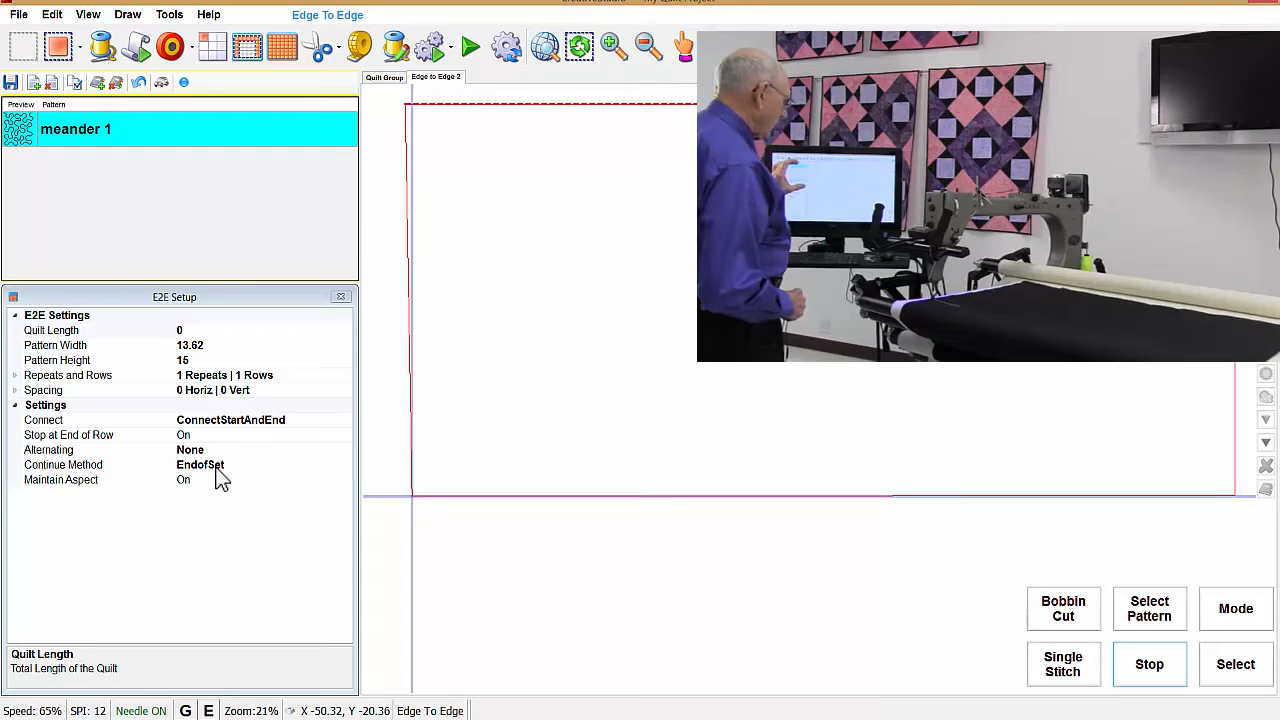 File Edit View Draw Tools Help Edge To Edge
Quilt Group Edge to Edge 2
Preview Pattern
meander 1
E2E Setup
E2E Settings
Quilt Length 0
Pattern Width 13.62
Pattern Height 15
Repeats and Rows 1 Repeats | 1 Rows
Spacing 0 Horiz | 0 Vert
Settings
Connect ConnectStartAndEnd
Stop at End of Row On
Alternating None
Continue Method EndofSet
Maintain Aspect On
Quilt Length
Total Length of the Quilt
Bobbin Cut
Select Pattern
Mode
Single Stitch
Stop
Select
Speed: 65% SPI: 12 Needle ON G E Zoom:21% X -50.32, Y -20.36 Edge To Edge